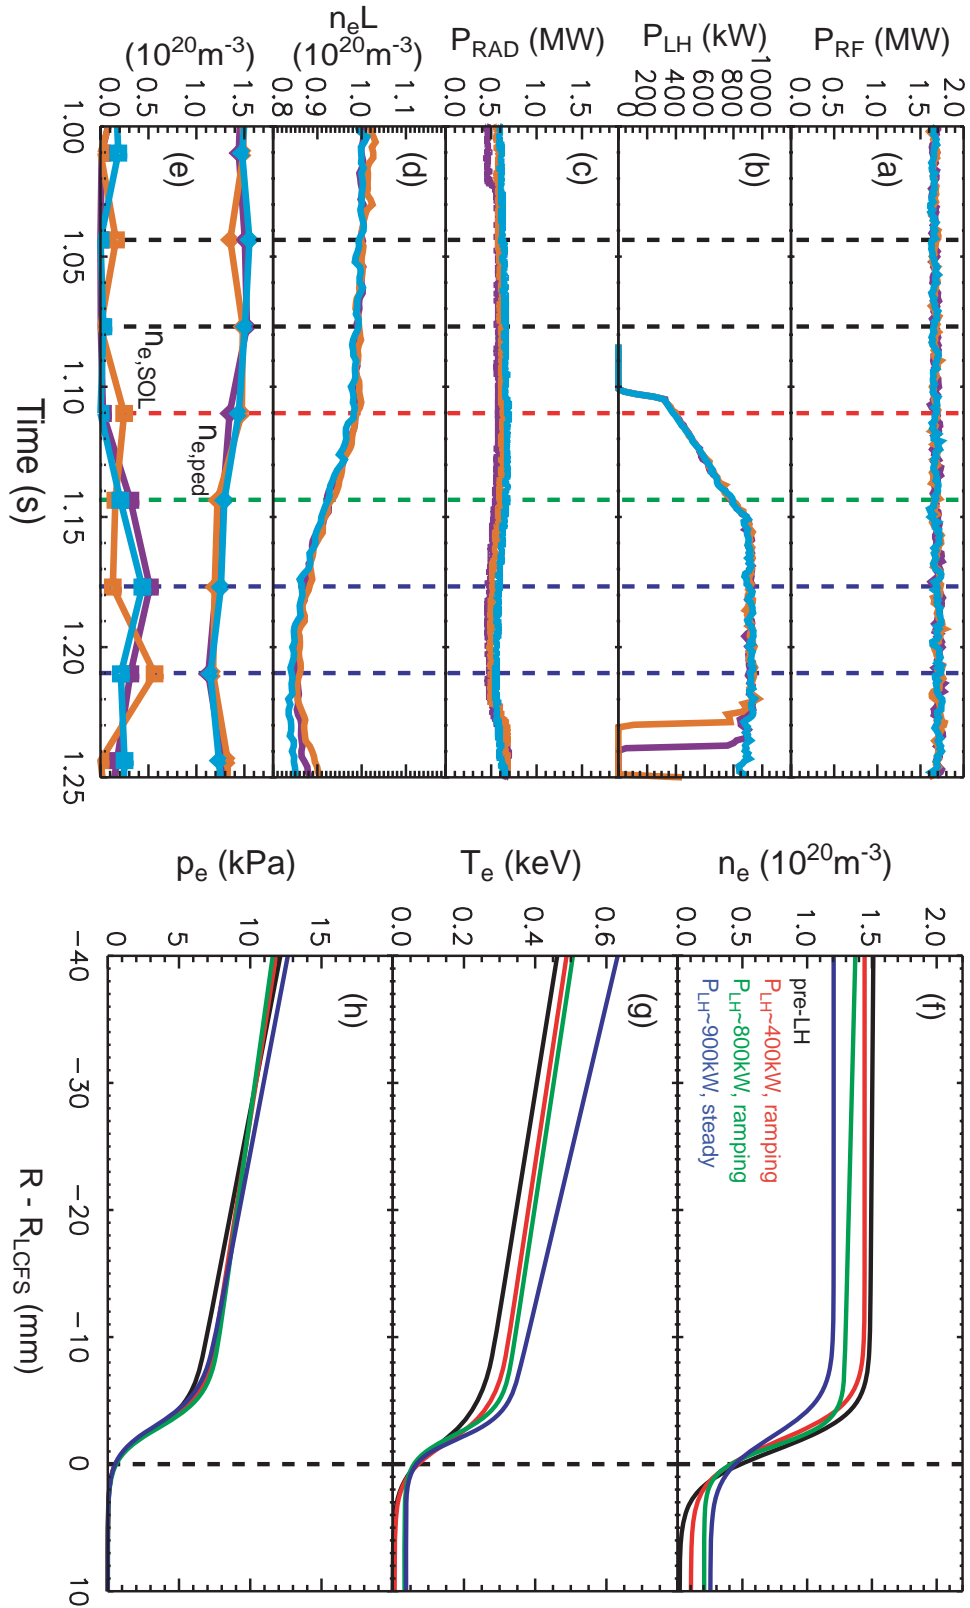 P_RF (MW)
0.0 0.5 1.0 1.5 2.0
(a)
P_LH (kW)
0 200 400 600 800 1000
(b)
P_RAD (MW)
0.0 0.5 1.0 1.5
(c)
n_eL
(10^20m^-3)
0.8 0.9 1.0 1.1
(d)
(10^20m^-3)
0.0 0.5 1.0 1.5
(e)
n_e,SOL
n_e,ped
1.00 1.05 1.10 1.15 1.20 1.25
Time (s)
n_e (10^20m^-3)
0.0 0.5 1.0 1.5 2.0
(f)
pre-LH
P_LH~400kW, ramping
P_LH~800kW, ramping
P_LH~900kW, steady
T_e (keV)
0.0 0.2 0.4 0.6
(g)
p_e (kPa)
0 5 10 15
(h)
−40 −30 −20 −10 0 10
R - R_LCFS (mm)